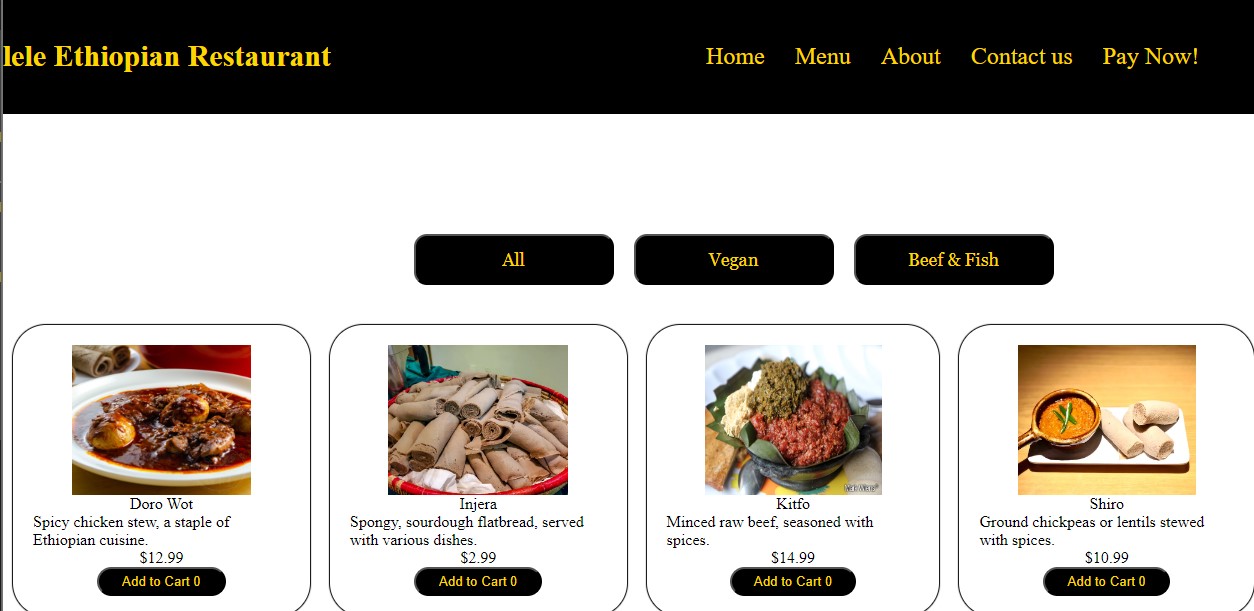 lele Ethiopian Restaurant
Home Menu About Contact us Pay Now!
All Vegan Beef & Fish
Doro Wot
Spicy chicken stew, a staple of
Ethiopian cuisine.
$12.99
Add to Cart 0
Injera
Spongy, sourdough flatbread, served
with various dishes.
$2.99
Add to Cart 0
Kitfo
Minced raw beef, seasoned with
spices.
$14.99
Add to Cart 0
Shiro
Ground chickpeas or lentils stewed
with spices.
$10.99
Add to Cart 0